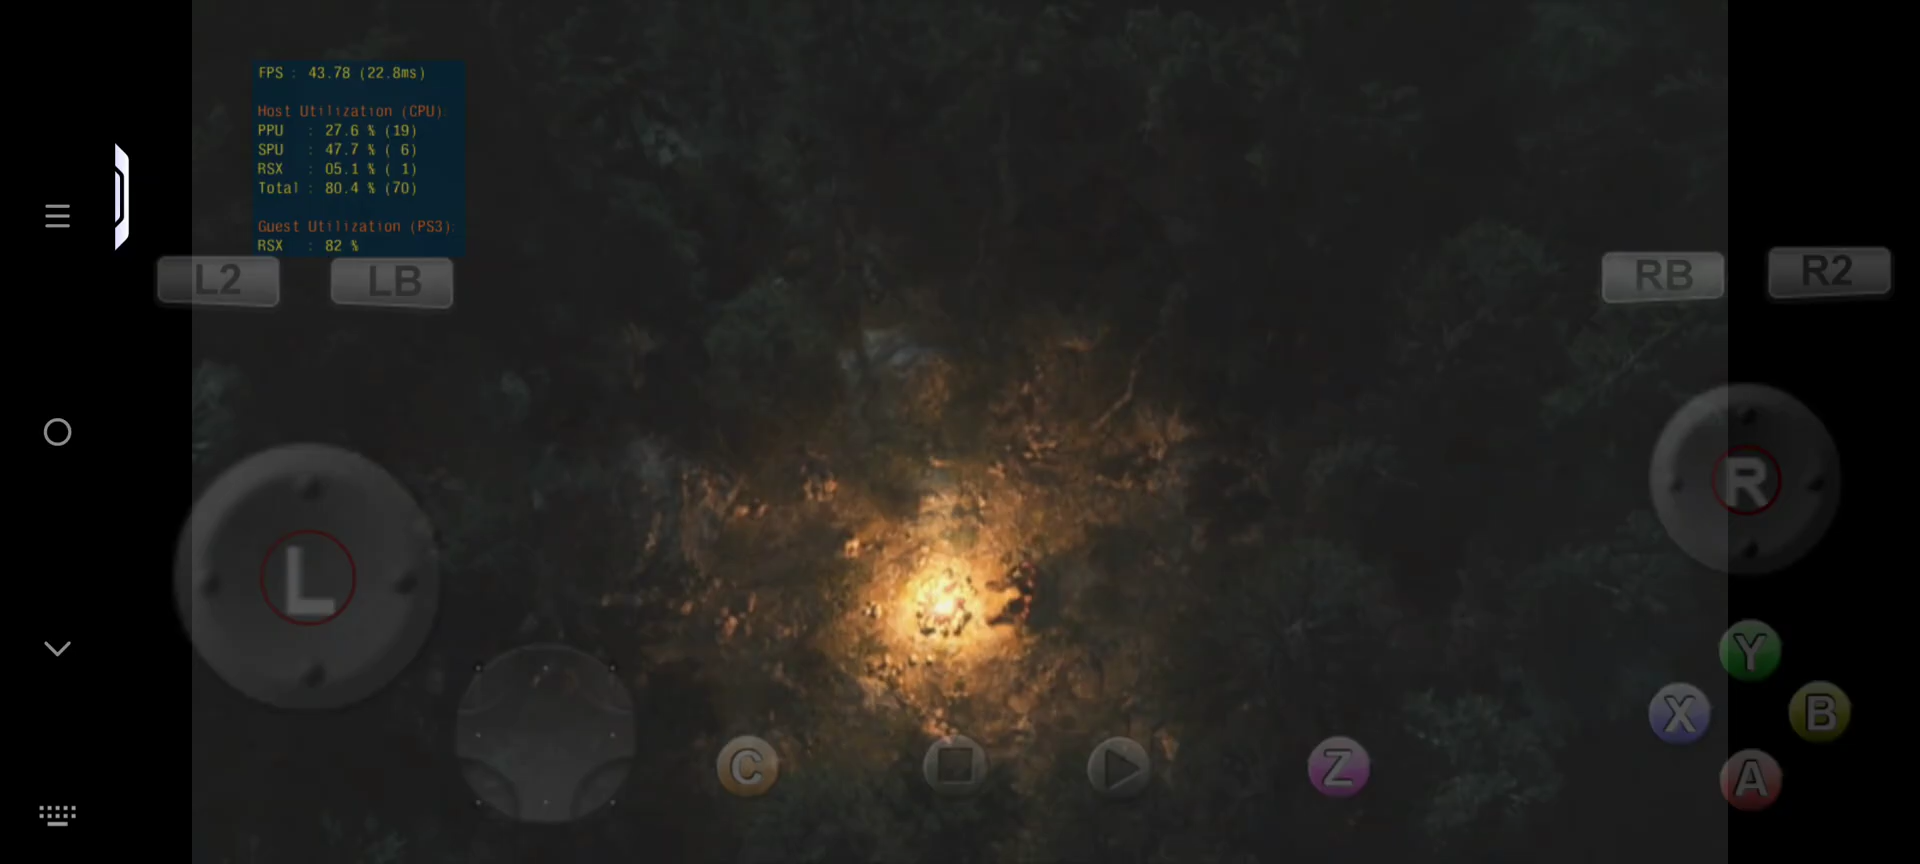 FPS : 43.78 (22.8ms)
Host Utilization (CPU):
PPU : 27.6 % (19)
SPU : 47.7 % ( 6)
RSX : 05.1 % ( 1)
Total : 80.4 % (70)
Guest Utilization (PS3):
RSX : 82 %
L2 LB RB R2
R
L
Y
X B
C Z
A